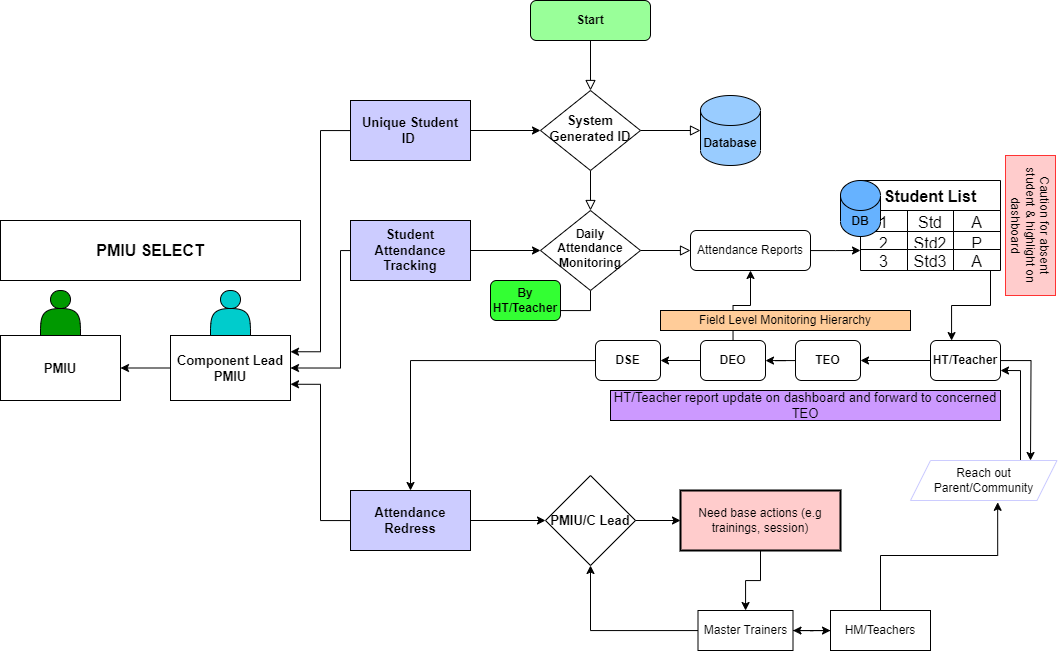 Start
Unique Student
ID
System
Generated ID
Database
Caution for absent
student & highlight on
dashboard
DB
Student List
1 Std A
2 Std2 P
3 Std3 A
PMIU SELECT
Student
Attendance
Tracking
Daily
Attendance
Monitoring
Attendance Reports
By
HT/Teacher
Field Level Monitoring Hierarchy
PMIU
Component Lead
PMIU
DSE
DEO
TEO
HT/Teacher
HT/Teacher report update on dashboard and forward to concerned
TEO
Reach out
Parent/Community
Attendance
Redress
PMIU/C Lead
Need base actions (e.g
trainings, session)
Master Trainers
HM/Teachers